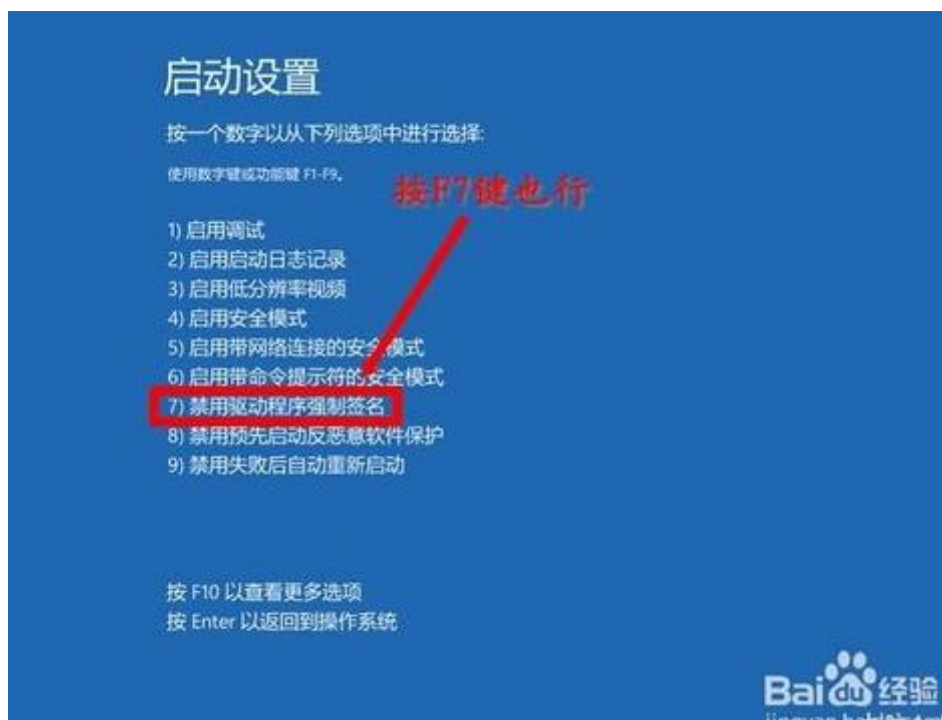 启动设置
按一个数字以从下列选项中进行选择:
使用数字键或功能键 F1-F9。
按F7键也行
1) 启用调试
2) 启用启动日志记录
3) 启用低分辨率视频
4) 启用安全模式
5) 启用带网络连接的安全模式
6) 启用带命令提示符的安全模式
7) 禁用驱动程序强制签名
8) 禁用预先启动反恶意软件保护
9) 禁用失败后自动重新启动
按 F10 以查看更多选项
按 Enter 以返回到操作系统
Bai du 经验